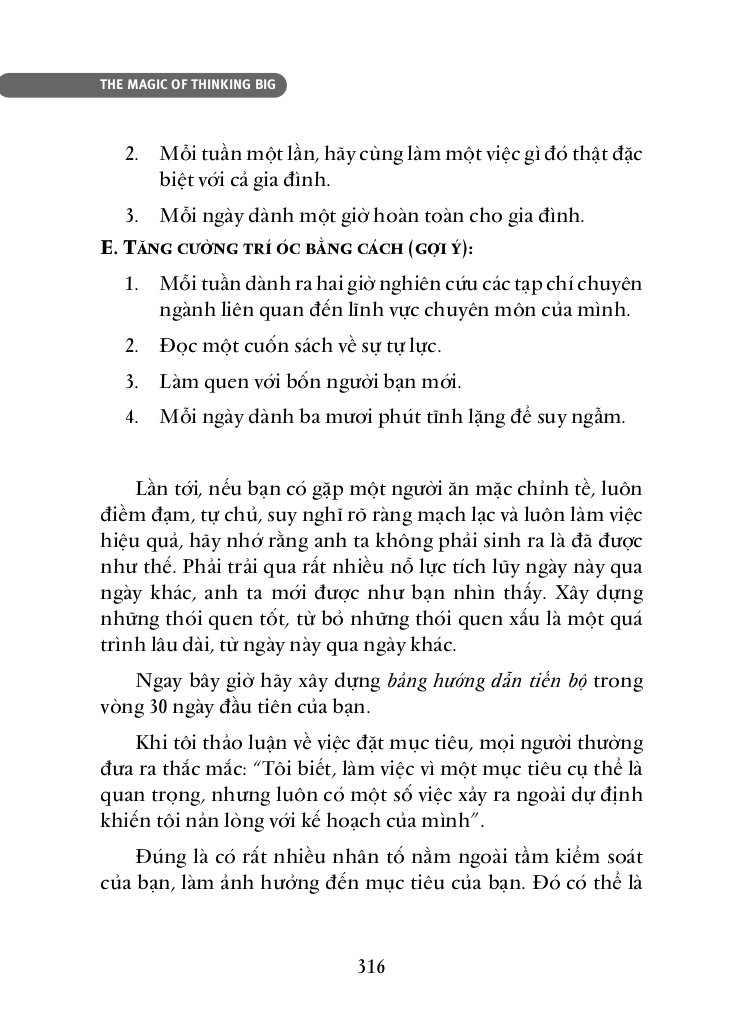 THE MAGIC OF THINKING BIG
2. Mỗi tuần một lần, hãy cùng làm một việc gì đó thật đặc
biệt với cả gia đình.
3. Mỗi ngày dành một giờ hoàn toàn cho gia đình.
E. TĂNG CƯỜNG TRÍ ÓC BẰNG CÁCH (GỢI Ý):
1. Mỗi tuần dành ra hai giờ nghiên cứu các tạp chí chuyên
ngành liên quan đến lĩnh vực chuyên môn của mình.
2. Đọc một cuốn sách về sự tự lực.
3. Làm quen với bốn người bạn mới.
4. Mỗi ngày dành ba mươi phút tĩnh lặng để suy ngẫm.
Lần tới, nếu bạn có gặp một người ăn mặc chỉnh tề, luôn
điềm đạm, tự chủ, suy nghĩ rõ ràng mạch lạc và luôn làm việc
hiệu quả, hãy nhớ rằng anh ta không phải sinh ra là đã được
như thế. Phải trải qua rất nhiều nỗ lực tích lũy ngày này qua
ngày khác, anh ta mới được như bạn nhìn thấy. Xây dựng
những thói quen tốt, từ bỏ những thói quen xấu là một quá
trình lâu dài, từ ngày này qua ngày khác.
Ngay bây giờ hãy xây dựng bảng hướng dẫn tiến bộ trong
vòng 30 ngày đầu tiên của bạn.
Khi tôi thảo luận về việc đặt mục tiêu, mọi người thường
đưa ra thắc mắc: “Tôi biết, làm việc vì một mục tiêu cụ thể là
quan trọng, nhưng luôn có một số việc xảy ra ngoài dự định
khiến tôi nản lòng với kế hoạch của mình”.
Đúng là có rất nhiều nhân tố nằm ngoài tầm kiểm soát
của bạn, làm ảnh hưởng đến mục tiêu của bạn. Đó có thể là
316